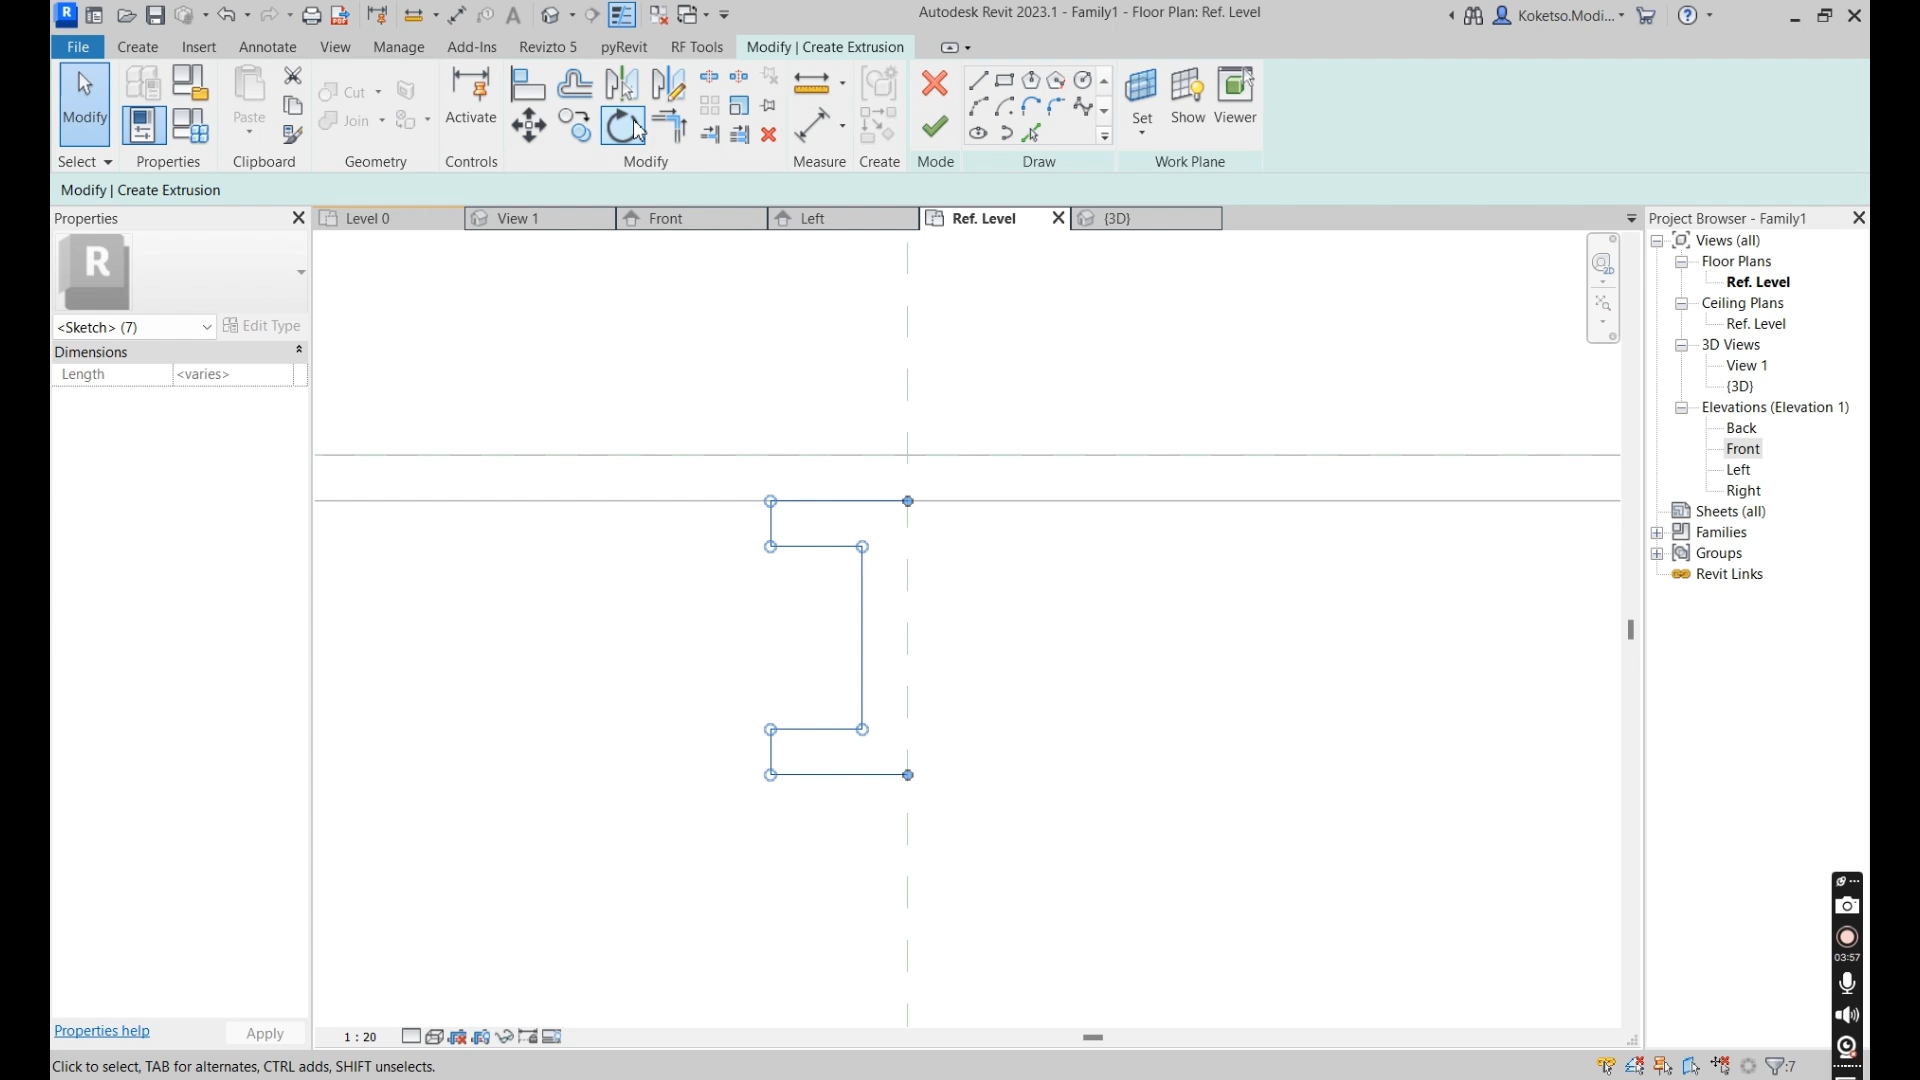 Autodesk Revit 2023.1 - Family1 - Floor Plan: Ref. Level
Koketso.Modi...
File Create Insert Annotate View Manage Add-Ins Revizto 5 pyRevit RF Tools Modify | Create Extrusion
Modify
Paste
Cut
Join
Activate
Set
Show
Viewer
Select Properties Clipboard Geometry Controls Modify Measure Create Mode Draw Work Plane
Modify | Create Extrusion
Properties
R
<Sketch> (7)
Edit Type
Dimensions
Length <varies>
Properties help
Apply
Level 0
View 1
Front
Left
Ref. Level
{3D}
2D
1 : 20
Project Browser - Family1
Views (all)
Floor Plans
Ref. Level
Ceiling Plans
Ref. Level
3D Views
View 1
{3D}
Elevations (Elevation 1)
Back
Front
Left
Right
Sheets (all)
Families
Groups
Revit Links
03:57
Click to select, TAB for alternates, CTRL adds, SHIFT unselects.
:7